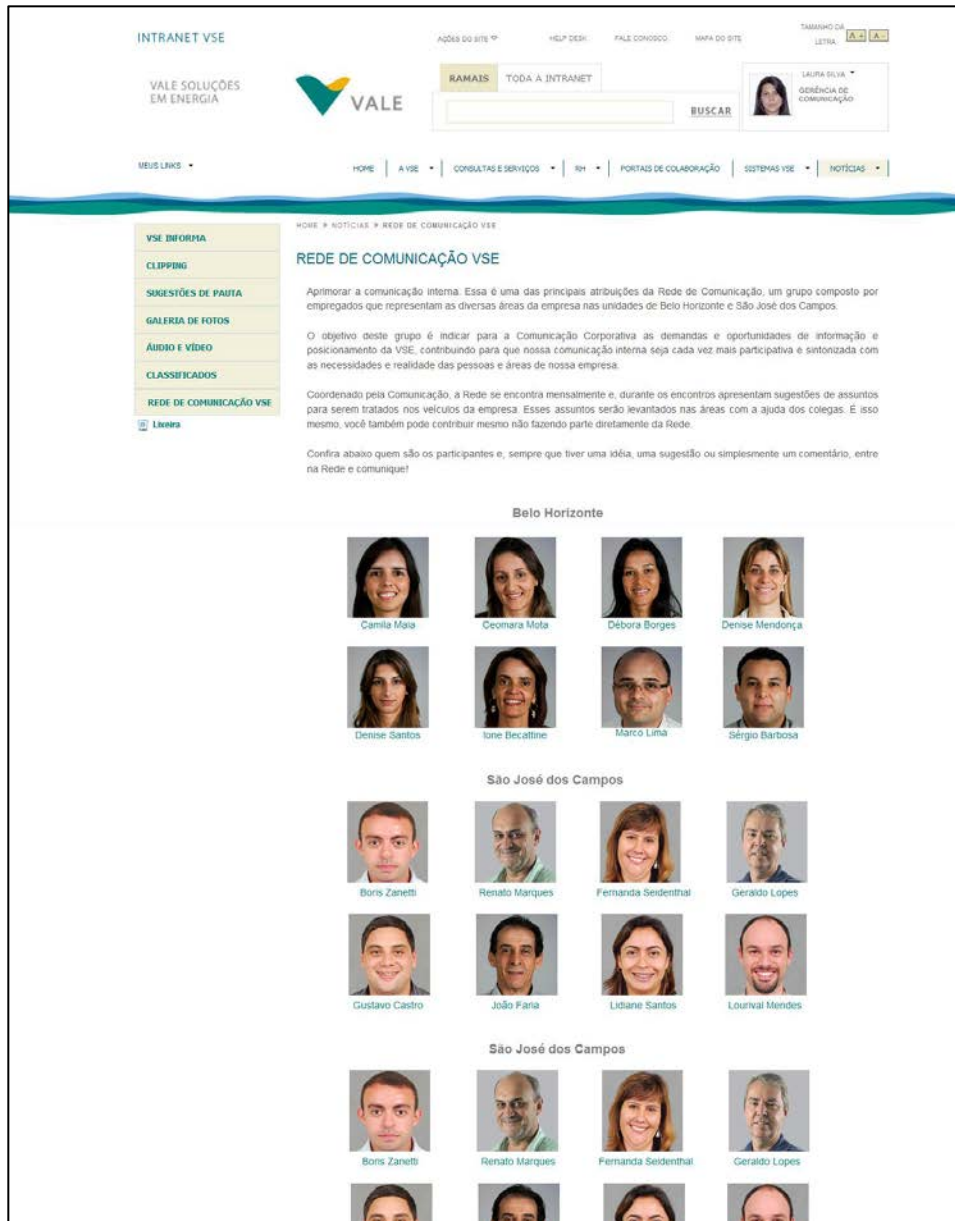 INTRANET VSE
AÇÕES DO SITE
HELP DESK
FALE CONOSCO
MAPA DO SITE
TAMANHO DA
LETRA:
A + A -
VALE SOLUÇÕES
EM ENERGIA
VALE
RAMAIS TODA A INTRANET
BUSCAR
LAURA SILVA
GERÊNCIA DE
COMUNICAÇÃO
MEUS LINKS
HOME A VSE CONSULTAS E SERVIÇOS RH PORTAIS DE COLABORAÇÃO SISTEMAS VSE NOTÍCIAS
VSE INFORMA
CLIPPING
SUGESTÕES DE PAUTA
GALERIA DE FOTOS
ÁUDIO E VÍDEO
CLASSIFICADOS
REDE DE COMUNICAÇÃO VSE
Lixeira
HOME > NOTÍCIAS > REDE DE COMUNICAÇÃO VSE
REDE DE COMUNICAÇÃO VSE
Aprimorar a comunicação interna. Essa é uma das principais atribuições da Rede de Comunicação, um grupo composto por
empregados que representam as diversas áreas da empresa nas unidades de Belo Horizonte e São José dos Campos.
O objetivo deste grupo é indicar para a Comunicação Corporativa as demandas e oportunidades de informação e
posicionamento da VSE, contribuindo para que nossa comunicação interna seja cada vez mais participativa e sintonizada com
as necessidades e realidade das pessoas e áreas de nossa empresa.
Coordenado pela Comunicação, a Rede se encontra mensalmente e, durante os encontros apresentam sugestões de assuntos
para serem tratados nos veículos da empresa. Esses assuntos serão levantados nas áreas com a ajuda dos colegas. É isso
mesmo, você também pode contribuir mesmo não fazendo parte diretamente da Rede.
Confira abaixo quem são os participantes e, sempre que tiver uma idéia, uma sugestão ou simplesmente um comentário, entre
na Rede e comunique!
Belo Horizonte
Camila Maia Ceomara Mota Débora Borges Denise Mendonça
Denise Santos Ione Becattine Marco Lima Sérgio Barbosa
São José dos Campos
Boris Zanetti Renato Marques Fernanda Seidenthal Geraldo Lopes
Gustavo Castro João Faria Lidiane Santos Lourival Mendes
São José dos Campos
Boris Zanetti Renato Marques Fernanda Seidenthal Geraldo Lopes